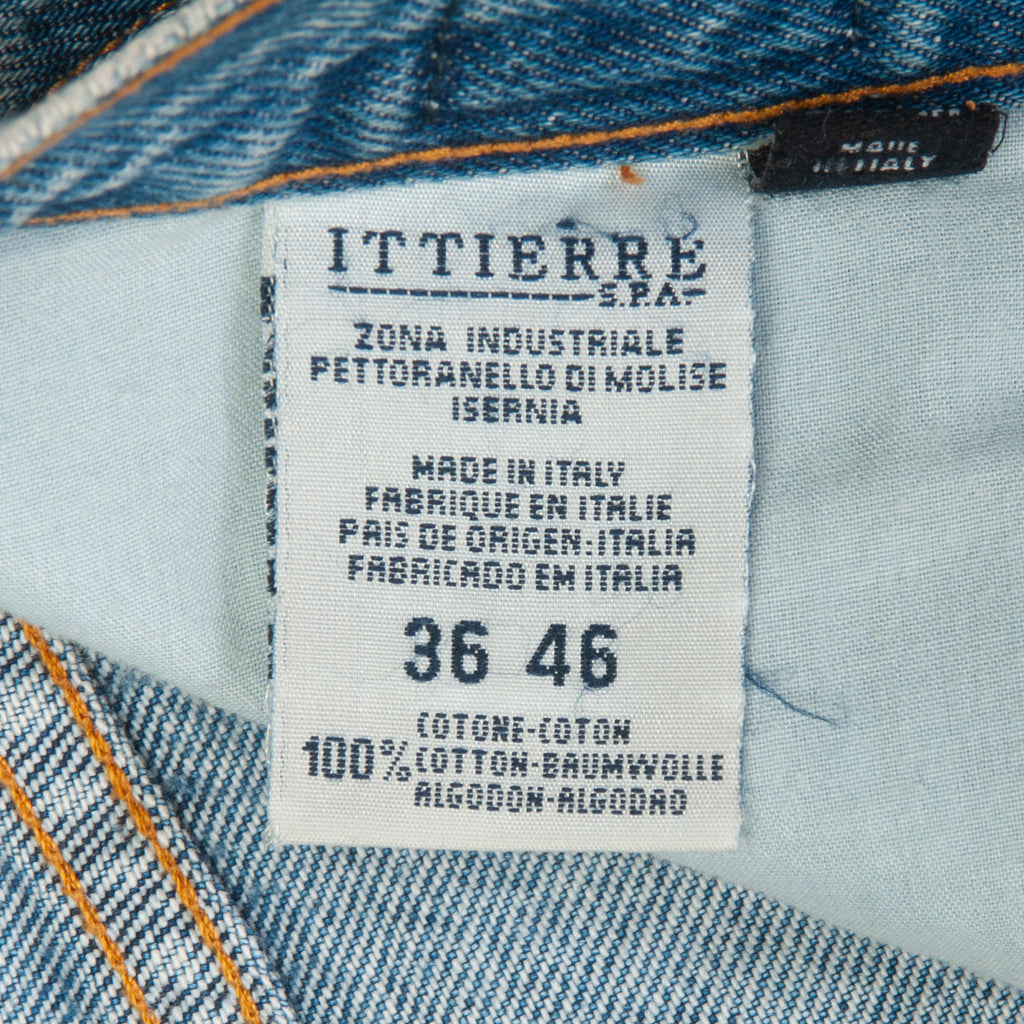 MADE
IN ITALY
ITTIERRE
S.P.A.
ZONA INDUSTRIALE
PETTORANELLO DI MOLISE
ISERNIA
MADE IN ITALY
FABRIQUE EN ITALIE
PAIS DE ORIGEN:ITALIA
FABRICADO EM ITALIA
36 46
COTONE-COTON
100% COTTON-BAUMWOLLE
ALGODON-ALGODAO